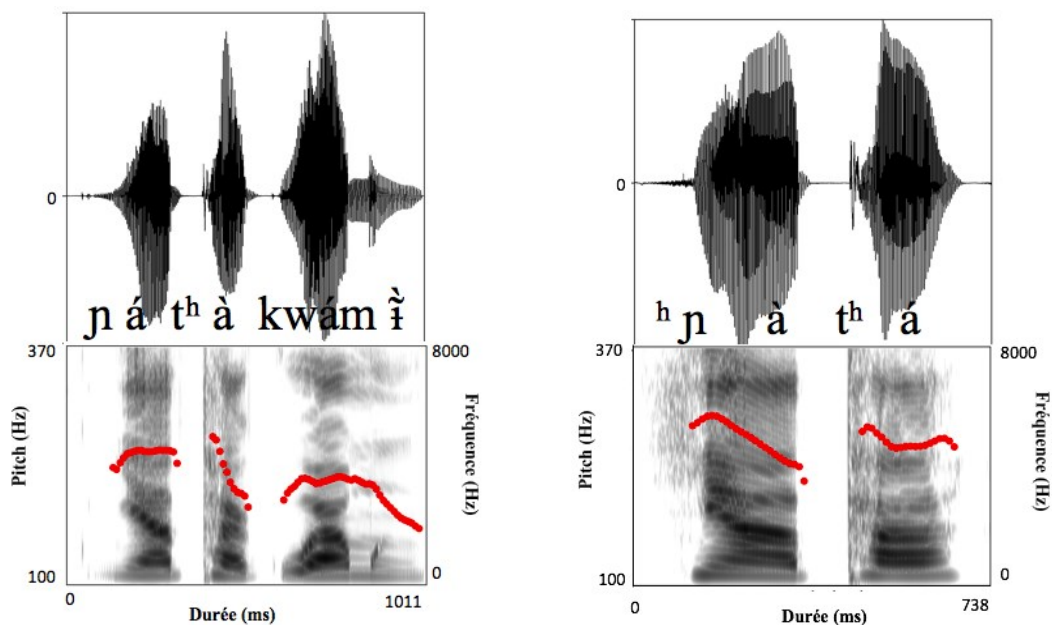 0
ɲ á tʰ à kwám ɨ̰̀
370
100
Pitch (Hz)
8000
0
Fréquence (Hz)
0
1011
Durée (ms)
0
ʰ ɲ à tʰ á
370
100
Pitch (Hz)
8000
0
Fréquence (Hz)
0
738
Durée (ms)